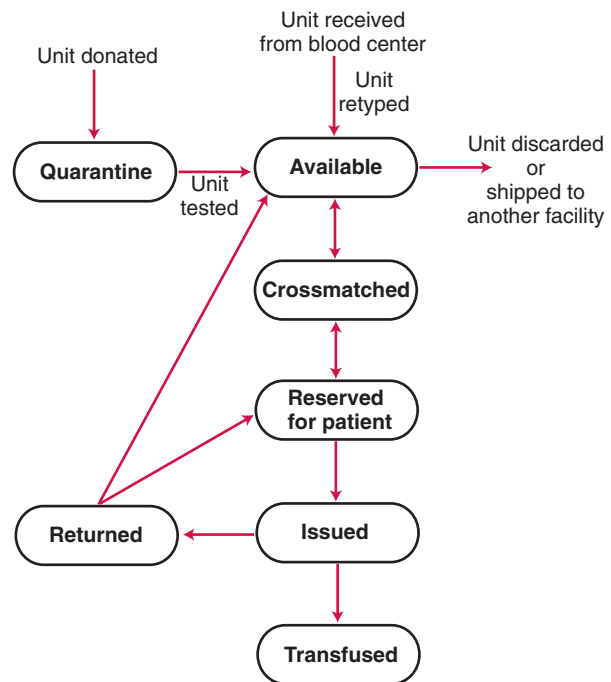 Unit donated
Unit received
from blood center
Unit
retyped
Quarantine
Unit
tested
Available
Unit discarded
or
shipped to
another facility
Crossmatched
Reserved
for patient
Returned
Issued
Transfused